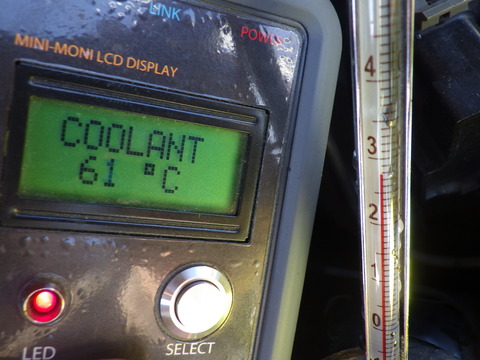 LINK
POWER
MINI-MONI LCD DISPLAY
COOLANT
61 °C
LED
SELECT
4
3
2
1
0